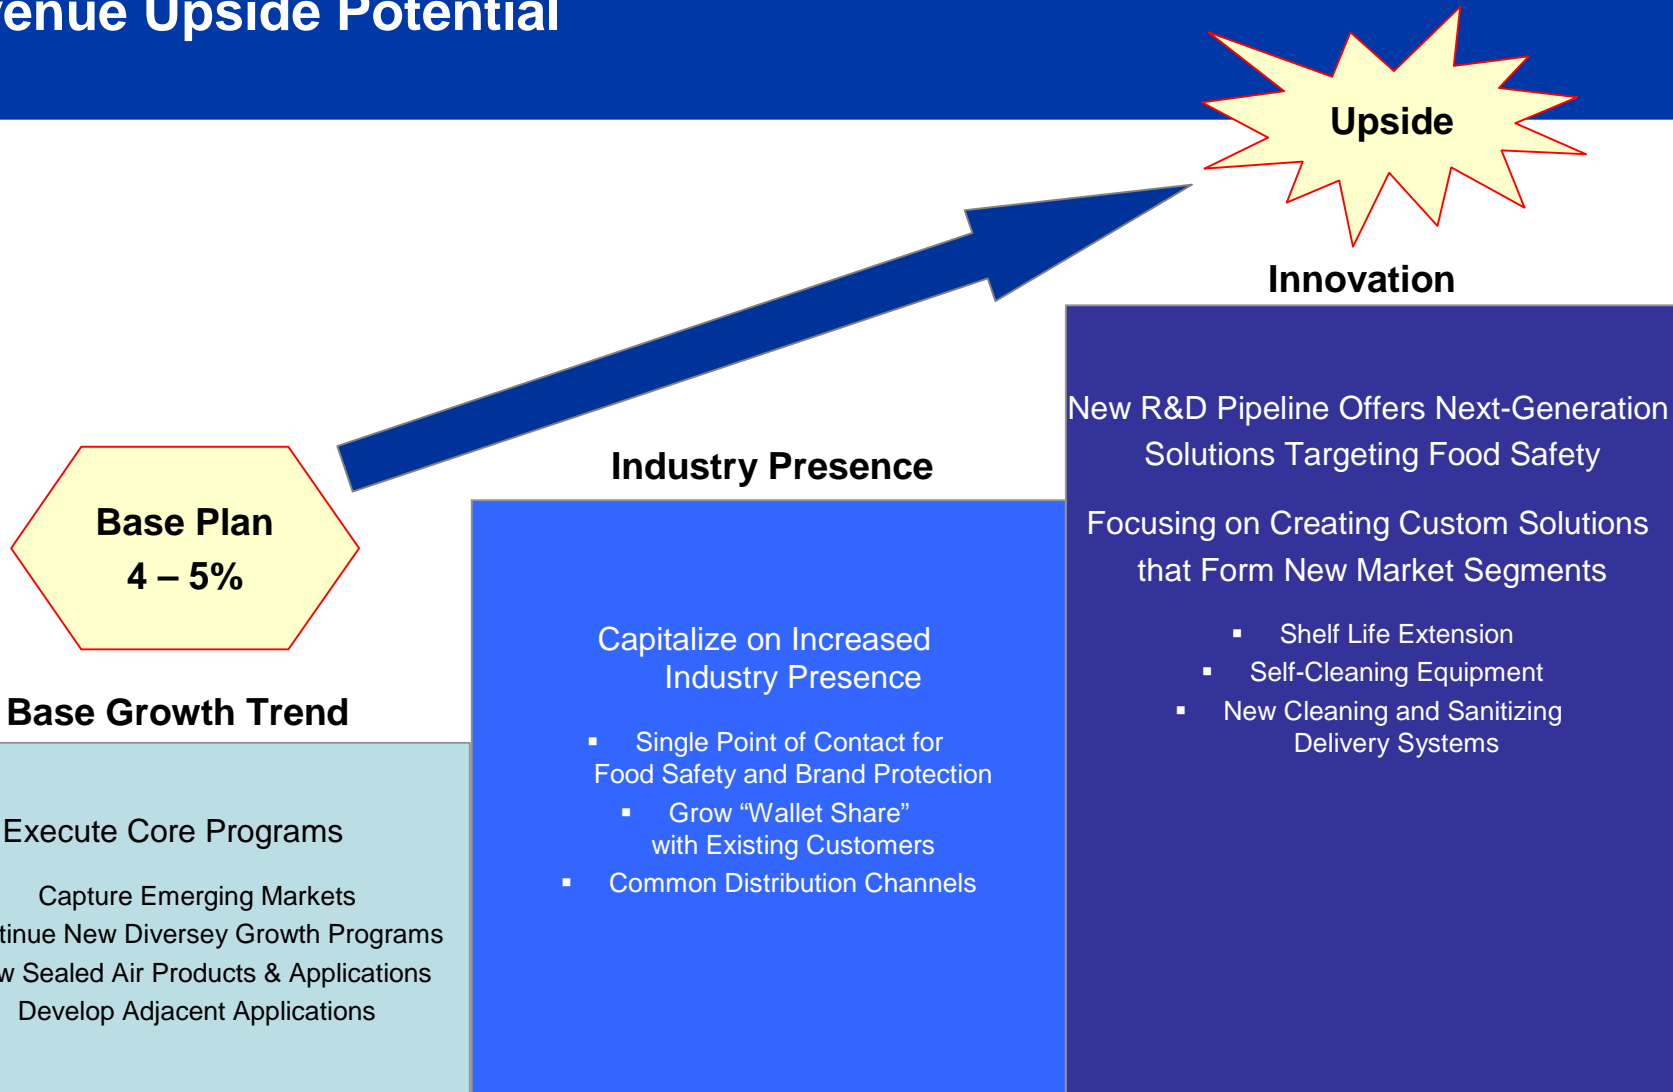 Upside Potential
Upside
Innovation
New R&D Pipeline Offers Next-Generation
Solutions Targeting Food Safety
Focusing on Creating Custom Solutions
that Form New Market Segments
▪ Shelf Life Extension
▪ Self-Cleaning Equipment
▪ New Cleaning and Sanitizing
Delivery Systems
Industry Presence
Capitalize on Increased
Industry Presence
▪ Single Point of Contact for
Food Safety and Brand Protection
▪ Grow “Wallet Share”
with Existing Customers
▪ Common Distribution Channels
Base Plan
4 – 5%
Base Growth Trend
Execute Core Programs
Capture Emerging Markets
New Diversey Growth Programs
Sealed Air Products & Applications
Develop Adjacent Applications